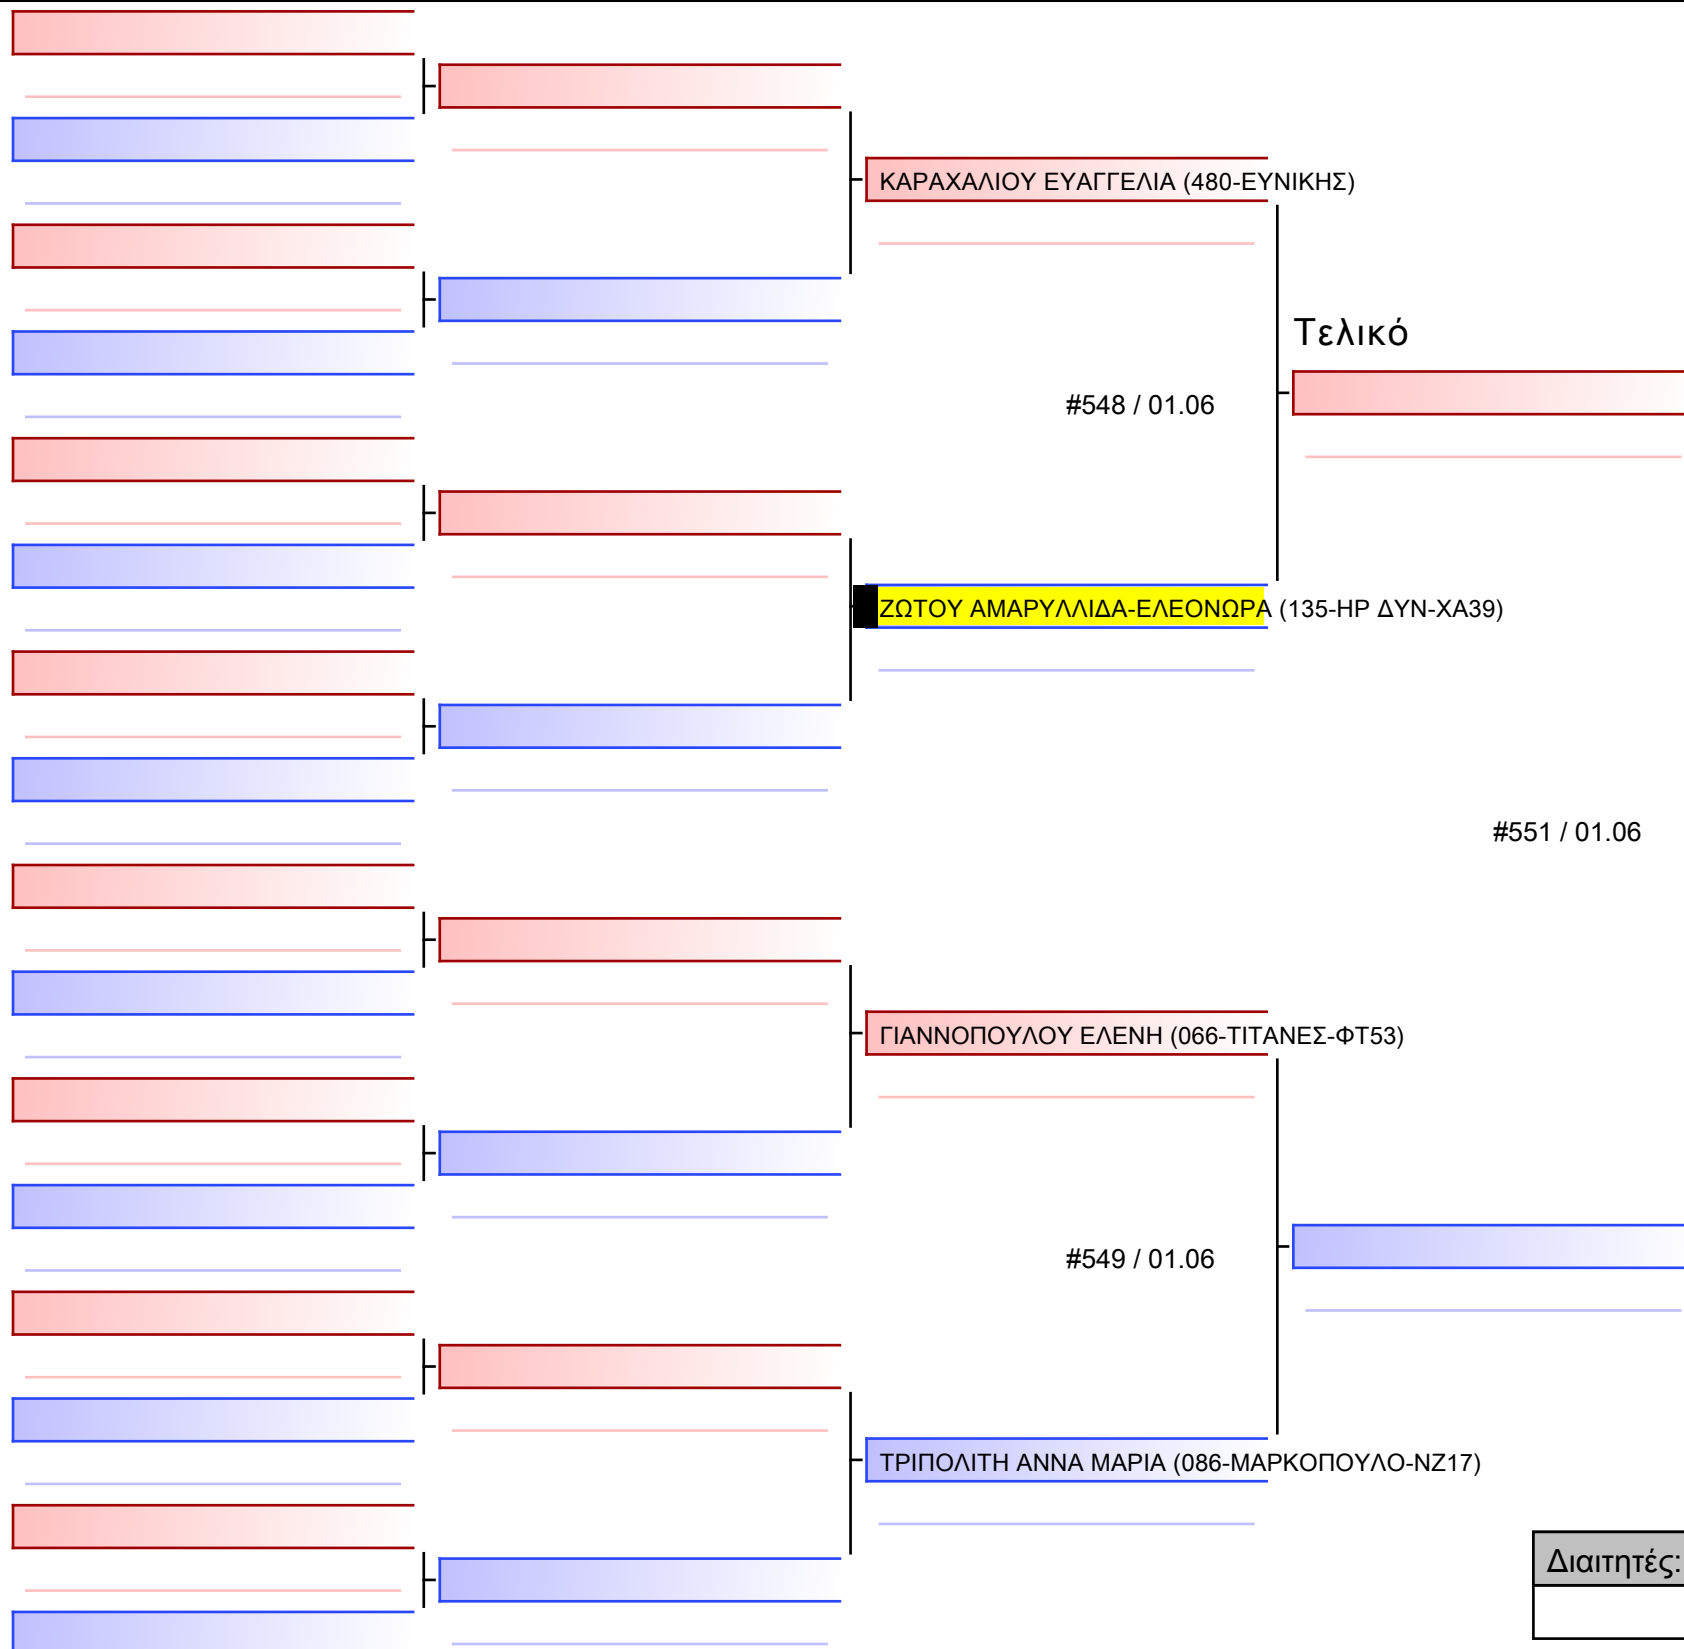 ΚΑΡΑΧΑΛΙΟΥ ΕΥΑΓΓΕΛΙΑ (480-ΕΥΝΙΚΗΣ)
Τελικό
#548 / 01.06
ΖΩΤΟΥ ΑΜΑΡΥΛΛΙΔΑ-ΕΛΕΟΝΩΡΑ (135-ΗΡ ΔΥΝ-ΧΑ39)
#551 / 01.06
ΓΙΑΝΝΟΠΟΥΛΟΥ ΕΛΕΝΗ (066-ΤΙΤΑΝΕΣ-ΦΤ53)
#549 / 01.06
ΤΡΙΠΟΛΙΤΗ ΑΝΝΑ ΜΑΡΙΑ (086-ΜΑΡΚΟΠΟΥΛΟ-ΝΖ17)
Διαιτητές: